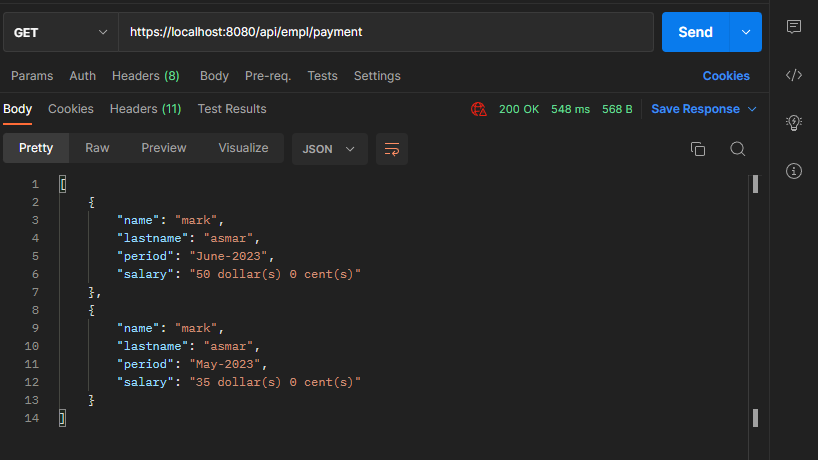 GET https://localhost:8080/api/empl/payment Send
Params Auth Headers (8) Body Pre-req. Tests Settings Cookies
Body Cookies Headers (11) Test Results 200 OK 548 ms 568 B Save Response
Pretty Raw Preview Visualize JSON
1 [
2 {
3 "name": "mark",
4 "lastname": "asmar",
5 "period": "June-2023",
6 "salary": "50 dollar(s) 0 cent(s)"
7 },
8 {
9 "name": "mark",
10 "lastname": "asmar",
11 "period": "May-2023",
12 "salary": "35 dollar(s) 0 cent(s)"
13 }
14 ]